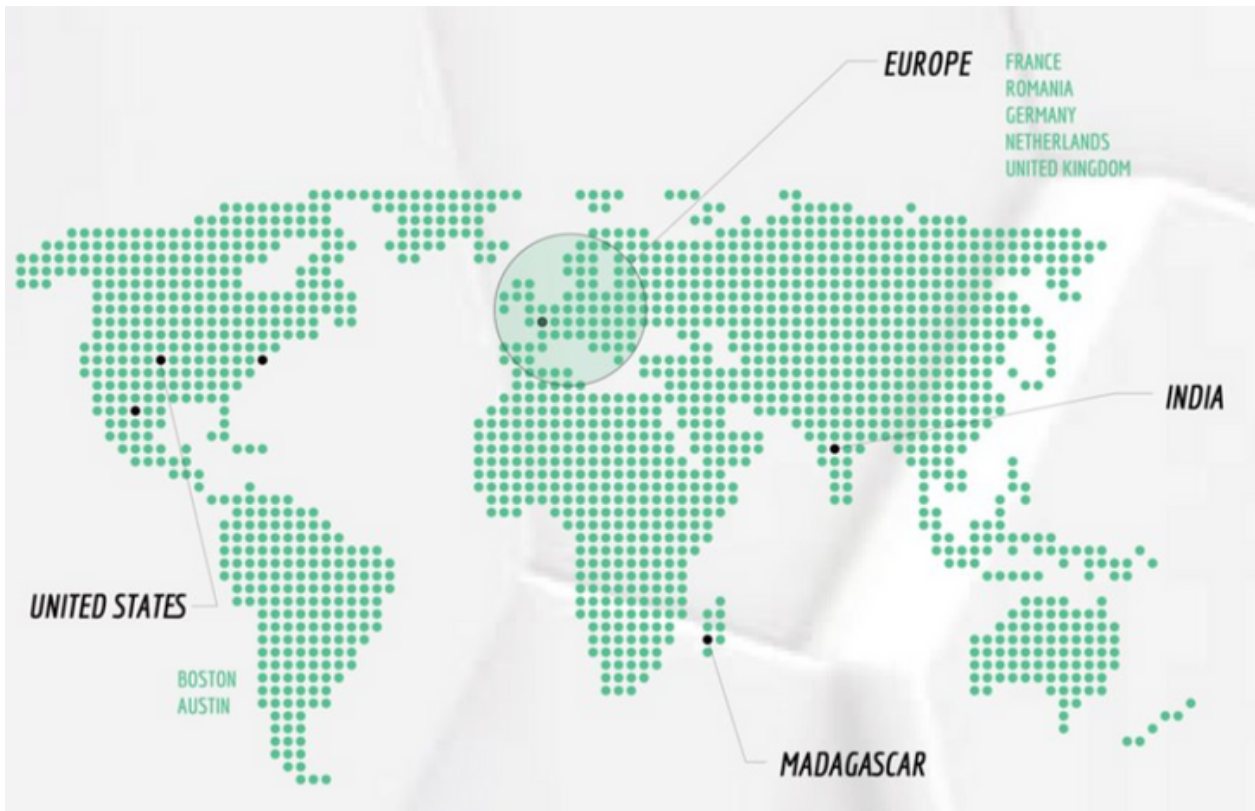 EUROPE
FRANCE
ROMANIA
GERMANY
NETHERLANDS
UNITED KINGDOM
INDIA
UNITED STATES
BOSTON
AUSTIN
MADAGASCAR